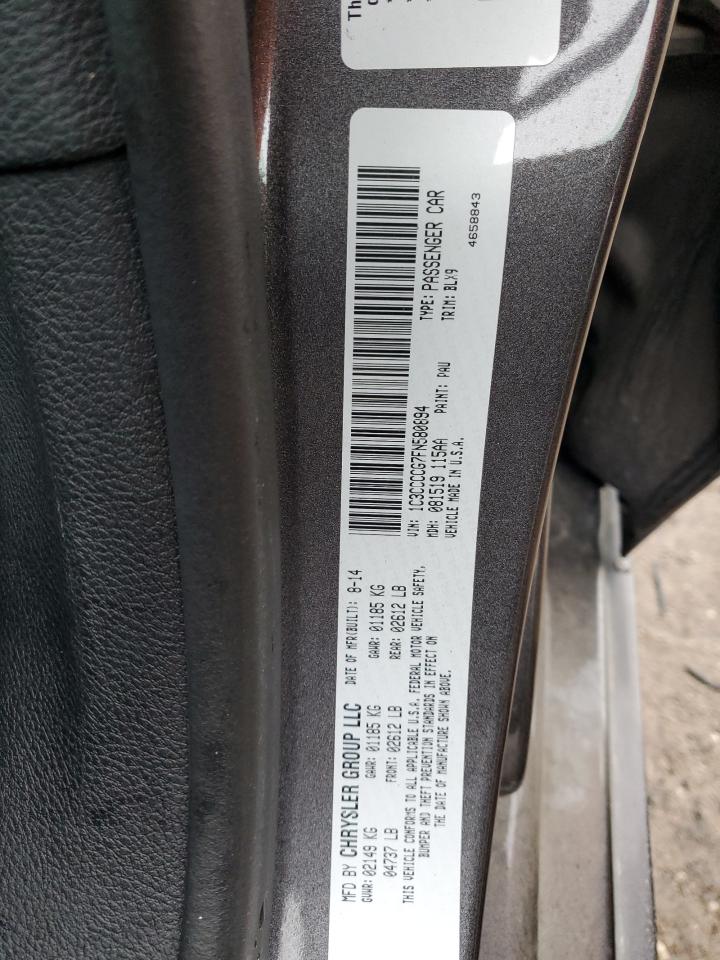 Th
MFD BY CHRYSLER GROUP LLC DATE OF MFR(BUILT): 8-14
GVWR: 02149 KG GAWR: 01185 KG GAWR: 01185 KG
04737 LB FRONT: 02612 LB REAR: 02612 LB
THIS VEHICLE CONFORMS TO ALL APPLICABLE U.S.A. FEDERAL MOTOR VEHICLE SAFETY,
BUMPER AND THEFT PREVENTION STANDARDS IN EFFECT ON
THE DATE OF MANUFACTURE SHOWN ABOVE.
VIN: 1C3CCCCG7FN580894 TYPE: PASSENGER CAR
MDH: 081519 115AA PAINT: PAU TRIM: BLX9
VEHICLE MADE IN U.S.A.
4658843